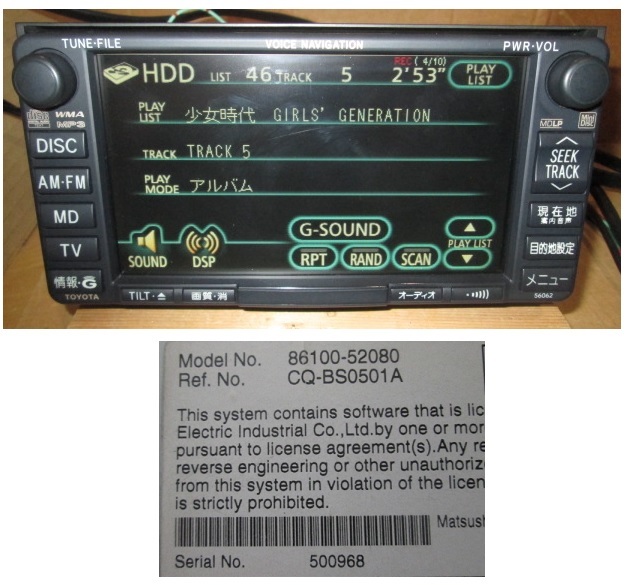 TUNE·FILE
VOICE NAVIGATION
PWR·VOL
HDD LIST 46 TRACK 5 REC( 4/10) 2'53" PLAY LIST
WMA
MP3
PLAY LIST 少女時代 GIRLS' GENERATION
MDLP
DISC
SEEK
TRACK
TRACK TRACK 5
AM·FM
PLAY MODE アルバム
MD
現在地
案内音声
G-SOUND
TV
PLAY LIST
目的地設定
SOUND DSP RPT RAND SCAN
情報·G
メニュー
TOYOTA
TILT·
画質·消
オーディオ
56062
Model No. 86100-52080
Ref. No. CQ-BS0501A
This system contains software that is lic
Electric Industrial Co.,Ltd.by one or mor
pursuant to license agreement(s).Any re
reverse engineering or other unauthoriz
from this system in violation of the licen
is strictly prohibited.
Matsush
Serial No. 500968